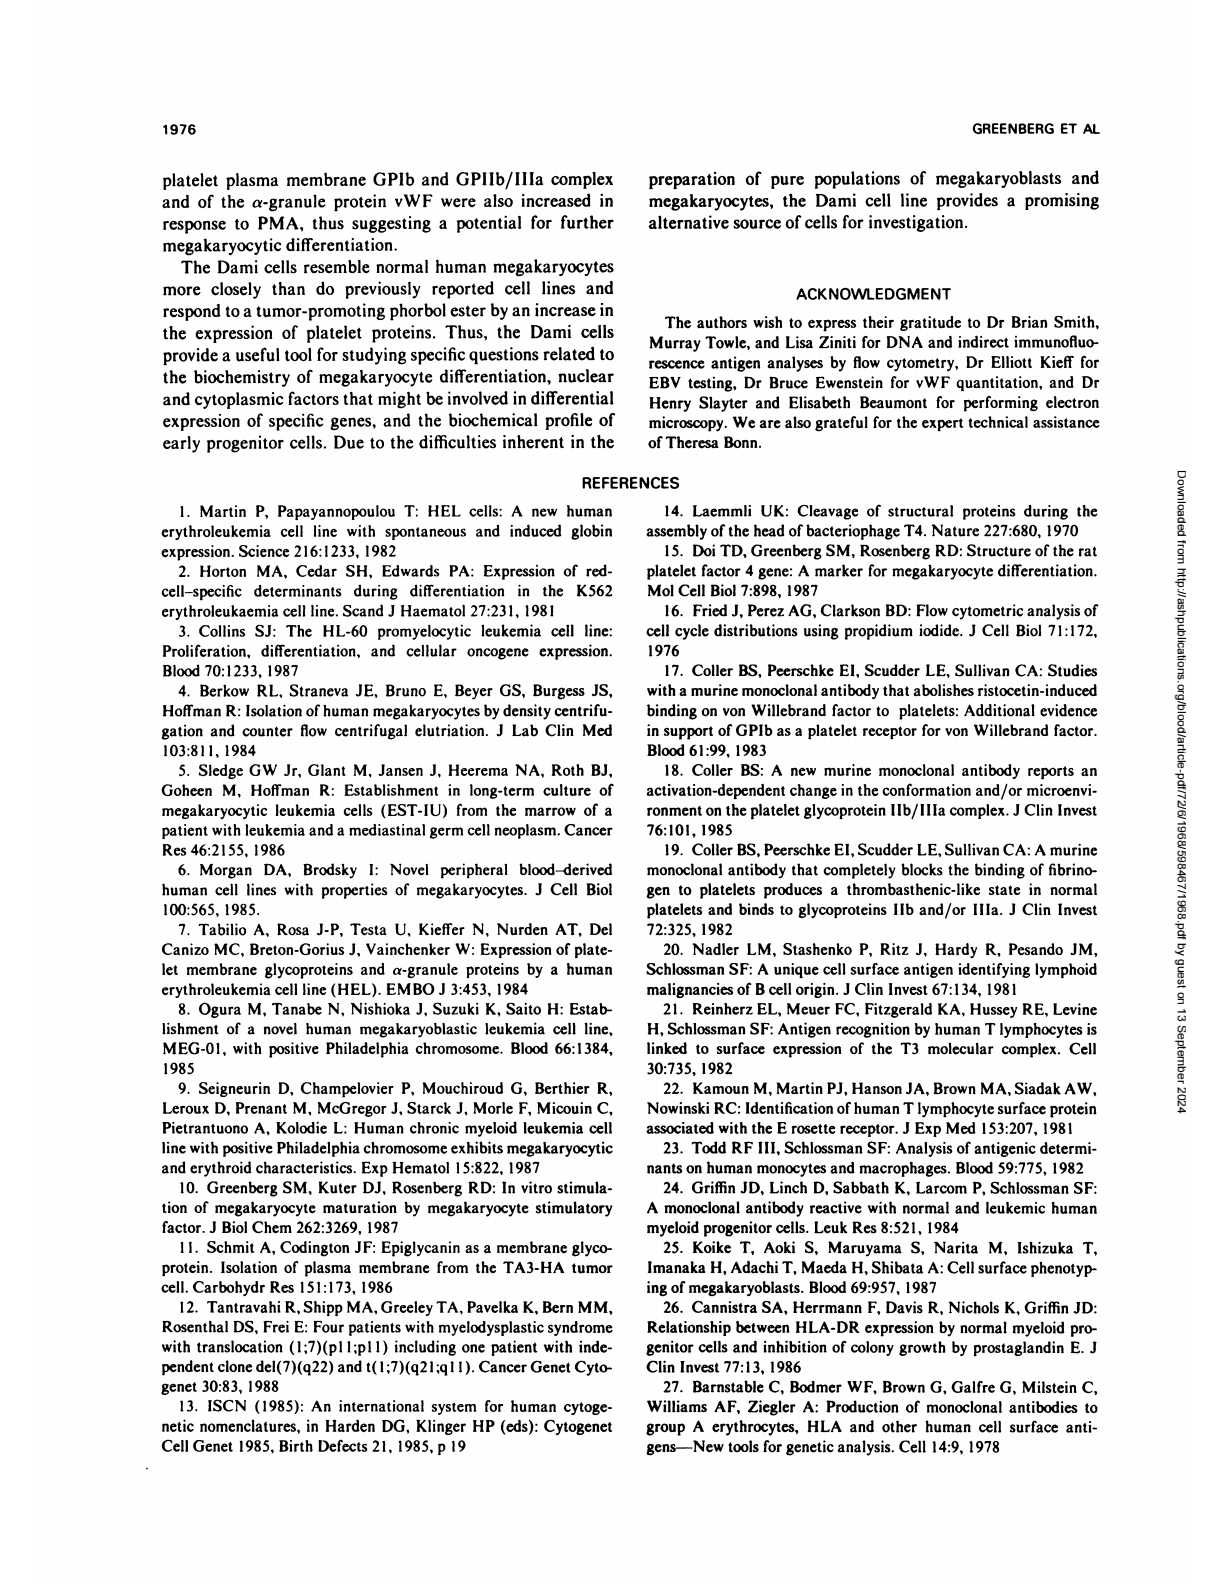 1976
GREENBERG ET AL
platelet plasma membrane GPIb and GPIIb/IIIa complex
and of the α-granule protein vWF were also increased in
response to PMA, thus suggesting a potential for further
megakaryocytic differentiation.
The Dami cells resemble normal human megakaryocytes
more closely than do previously reported cell lines and
respond to a tumor-promoting phorbol ester by an increase in
the expression of platelet proteins. Thus, the Dami cells
provide a useful tool for studying specific questions related to
the biochemistry of megakaryocyte differentiation, nuclear
and cytoplasmic factors that might be involved in differential
expression of specific genes, and the biochemical profile of
early progenitor cells. Due to the difficulties inherent in the
preparation of pure populations of megakaryoblasts and
megakaryocytes, the Dami cell line provides a promising
alternative source of cells for investigation.
ACKNOWLEDGMENT
The authors wish to express their gratitude to Dr Brian Smith,
Murray Towle, and Lisa Ziniti for DNA and indirect immunofluo-
rescence antigen analyses by flow cytometry, Dr Elliott Kieff for
EBV testing, Dr Bruce Ewenstein for vWF quantitation, and Dr
Henry Slayter and Elisabeth Beaumont for performing electron
microscopy. We are also grateful for the expert technical assistance
of Theresa Bonn.
REFERENCES
1. Martin P, Papayannopoulou T: HEL cells: A new human
erythroleukemia cell line with spontaneous and induced globin
expression. Science 216:1233, 1982
2. Horton MA, Cedar SH, Edwards PA: Expression of red-
cell–specific determinants during differentiation in the K562
erythroleukaemia cell line. Scand J Haematol 27:231, 1981
3. Collins SJ: The HL-60 promyelocytic leukemia cell line:
Proliferation, differentiation, and cellular oncogene expression.
Blood 70:1233, 1987
4. Berkow RL, Straneva JE, Bruno E, Beyer GS, Burgess JS,
Hoffman R: Isolation of human megakaryocytes by density centrifu-
gation and counter flow centrifugal elutriation. J Lab Clin Med
103:811, 1984
5. Sledge GW Jr, Glant M, Jansen J, Heerema NA, Roth BJ,
Goheen M, Hoffman R: Establishment in long-term culture of
megakaryocytic leukemia cells (EST-IU) from the marrow of a
patient with leukemia and a mediastinal germ cell neoplasm. Cancer
Res 46:2155, 1986
6. Morgan DA, Brodsky I: Novel peripheral blood–derived
human cell lines with properties of megakaryocytes. J Cell Biol
100:565, 1985.
7. Tabilio A, Rosa J-P, Testa U, Kieffer N, Nurden AT, Del
Canizo MC, Breton-Gorius J, Vainchenker W: Expression of plate-
let membrane glycoproteins and α-granule proteins by a human
erythroleukemia cell line (HEL). EMBO J 3:453, 1984
8. Ogura M, Tanabe N, Nishioka J, Suzuki K, Saito H: Estab-
lishment of a novel human megakaryoblastic leukemia cell line,
MEG-01, with positive Philadelphia chromosome. Blood 66:1384,
1985
9. Seigneurin D, Champelovier P, Mouchiroud G, Berthier R,
Leroux D, Prenant M, McGregor J, Starck J, Morle F, Micouin C,
Pietrantuono A, Kolodie L: Human chronic myeloid leukemia cell
line with positive Philadelphia chromosome exhibits megakaryocytic
and erythroid characteristics. Exp Hematol 15:822, 1987
10. Greenberg SM, Kuter DJ, Rosenberg RD: In vitro stimula-
tion of megakaryocyte maturation by megakaryocyte stimulatory
factor. J Biol Chem 262:3269, 1987
11. Schmit A, Codington JF: Epiglycanin as a membrane glyco-
protein. Isolation of plasma membrane from the TA3-HA tumor
cell. Carbohydr Res 151:173, 1986
12. Tantravahi R, Shipp MA, Greeley TA, Pavelka K, Bern MM,
Rosenthal DS, Frei E: Four patients with myelodysplastic syndrome
with translocation (1;7)(p11;p11) including one patient with inde-
pendent clone del(7)(q22) and t(1;7)(q21;q11). Cancer Genet Cyto-
genet 30:83, 1988
13. ISCN (1985): An international system for human cytoge-
netic nomenclatures, in Harden DG, Klinger HP (eds): Cytogenet
Cell Genet 1985, Birth Defects 21, 1985, p 19
14. Laemmli UK: Cleavage of structural proteins during the
assembly of the head of bacteriophage T4. Nature 227:680, 1970
15. Doi TD, Greenberg SM, Rosenberg RD: Structure of the rat
platelet factor 4 gene: A marker for megakaryocyte differentiation.
Mol Cell Biol 7:898, 1987
16. Fried J, Perez AG, Clarkson BD: Flow cytometric analysis of
cell cycle distributions using propidium iodide. J Cell Biol 71:172,
1976
17. Coller BS, Peerschke EI, Scudder LE, Sullivan CA: Studies
with a murine monoclonal antibody that abolishes ristocetin-induced
binding on von Willebrand factor to platelets: Additional evidence
in support of GPIb as a platelet receptor for von Willebrand factor.
Blood 61:99, 1983
18. Coller BS: A new murine monoclonal antibody reports an
activation-dependent change in the conformation and/or microenvi-
ronment on the platelet glycoprotein IIb/IIIa complex. J Clin Invest
76:101, 1985
19. Coller BS, Peerschke EI, Scudder LE, Sullivan CA: A murine
monoclonal antibody that completely blocks the binding of fibrino-
gen to platelets produces a thrombasthenic-like state in normal
platelets and binds to glycoproteins IIb and/or IIIa. J Clin Invest
72:325, 1982
20. Nadler LM, Stashenko P, Ritz J, Hardy R, Pesando JM,
Schlossman SF: A unique cell surface antigen identifying lymphoid
malignancies of B cell origin. J Clin Invest 67:134, 1981
21. Reinherz EL, Meuer FC, Fitzgerald KA, Hussey RE, Levine
H, Schlossman SF: Antigen recognition by human T lymphocytes is
linked to surface expression of the T3 molecular complex. Cell
30:735, 1982
22. Kamoun M, Martin PJ, Hanson JA, Brown MA, Siadak AW,
Nowinski RC: Identification of human T lymphocyte surface protein
associated with the E rosette receptor. J Exp Med 153:207, 1981
23. Todd RF III, Schlossman SF: Analysis of antigenic determi-
nants on human monocytes and macrophages. Blood 59:775, 1982
24. Griffin JD, Linch D, Sabbath K, Larcom P, Schlossman SF:
A monoclonal antibody reactive with normal and leukemic human
myeloid progenitor cells. Leuk Res 8:521, 1984
25. Koike T, Aoki S, Maruyama S, Narita M, Ishizuka T,
Imanaka H, Adachi T, Maeda H, Shibata A: Cell surface phenotyp-
ing of megakaryoblasts. Blood 69:957, 1987
26. Cannistra SA, Herrmann F, Davis R, Nichols K, Griffin JD:
Relationship between HLA-DR expression by normal myeloid pro-
genitor cells and inhibition of colony growth by prostaglandin E. J
Clin Invest 77:13, 1986
27. Barnstable C, Bodmer WF, Brown G, Galfre G, Milstein C,
Williams AF, Ziegler A: Production of monoclonal antibodies to
group A erythrocytes, HLA and other human cell surface anti-
gens—New tools for genetic analysis. Cell 14:9, 1978
Downloaded from http://ashpublications.org/blood/article-pdf/72/6/1968/598467/1968.pdf by guest on 13 September 2024